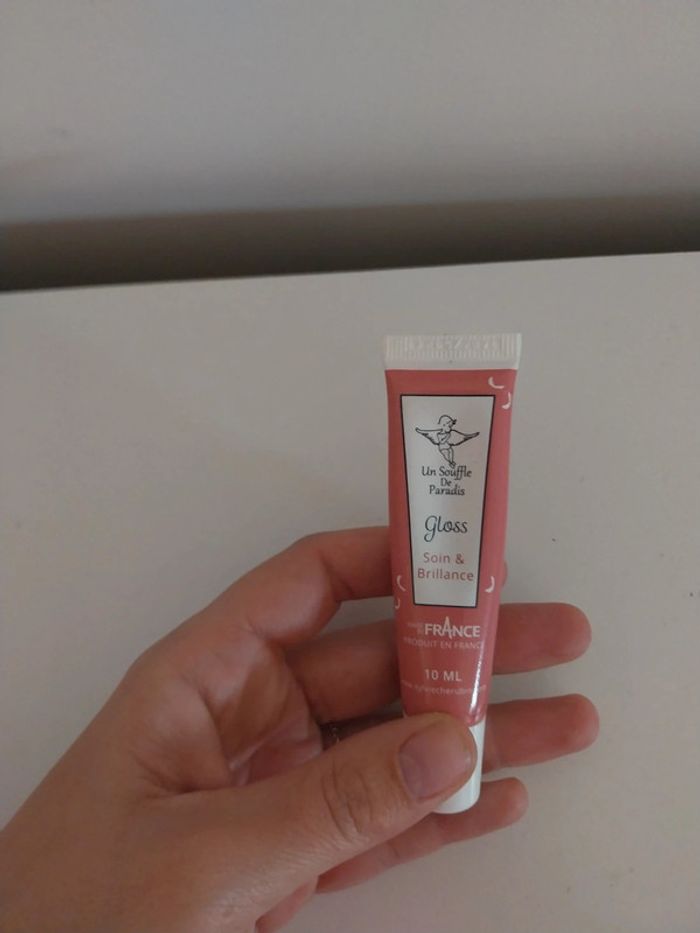 Un Souffle
De
Paradis
Gloss
Soin &
Brillance
FRANCE
PRODUIT EN FRANCE
10 ML